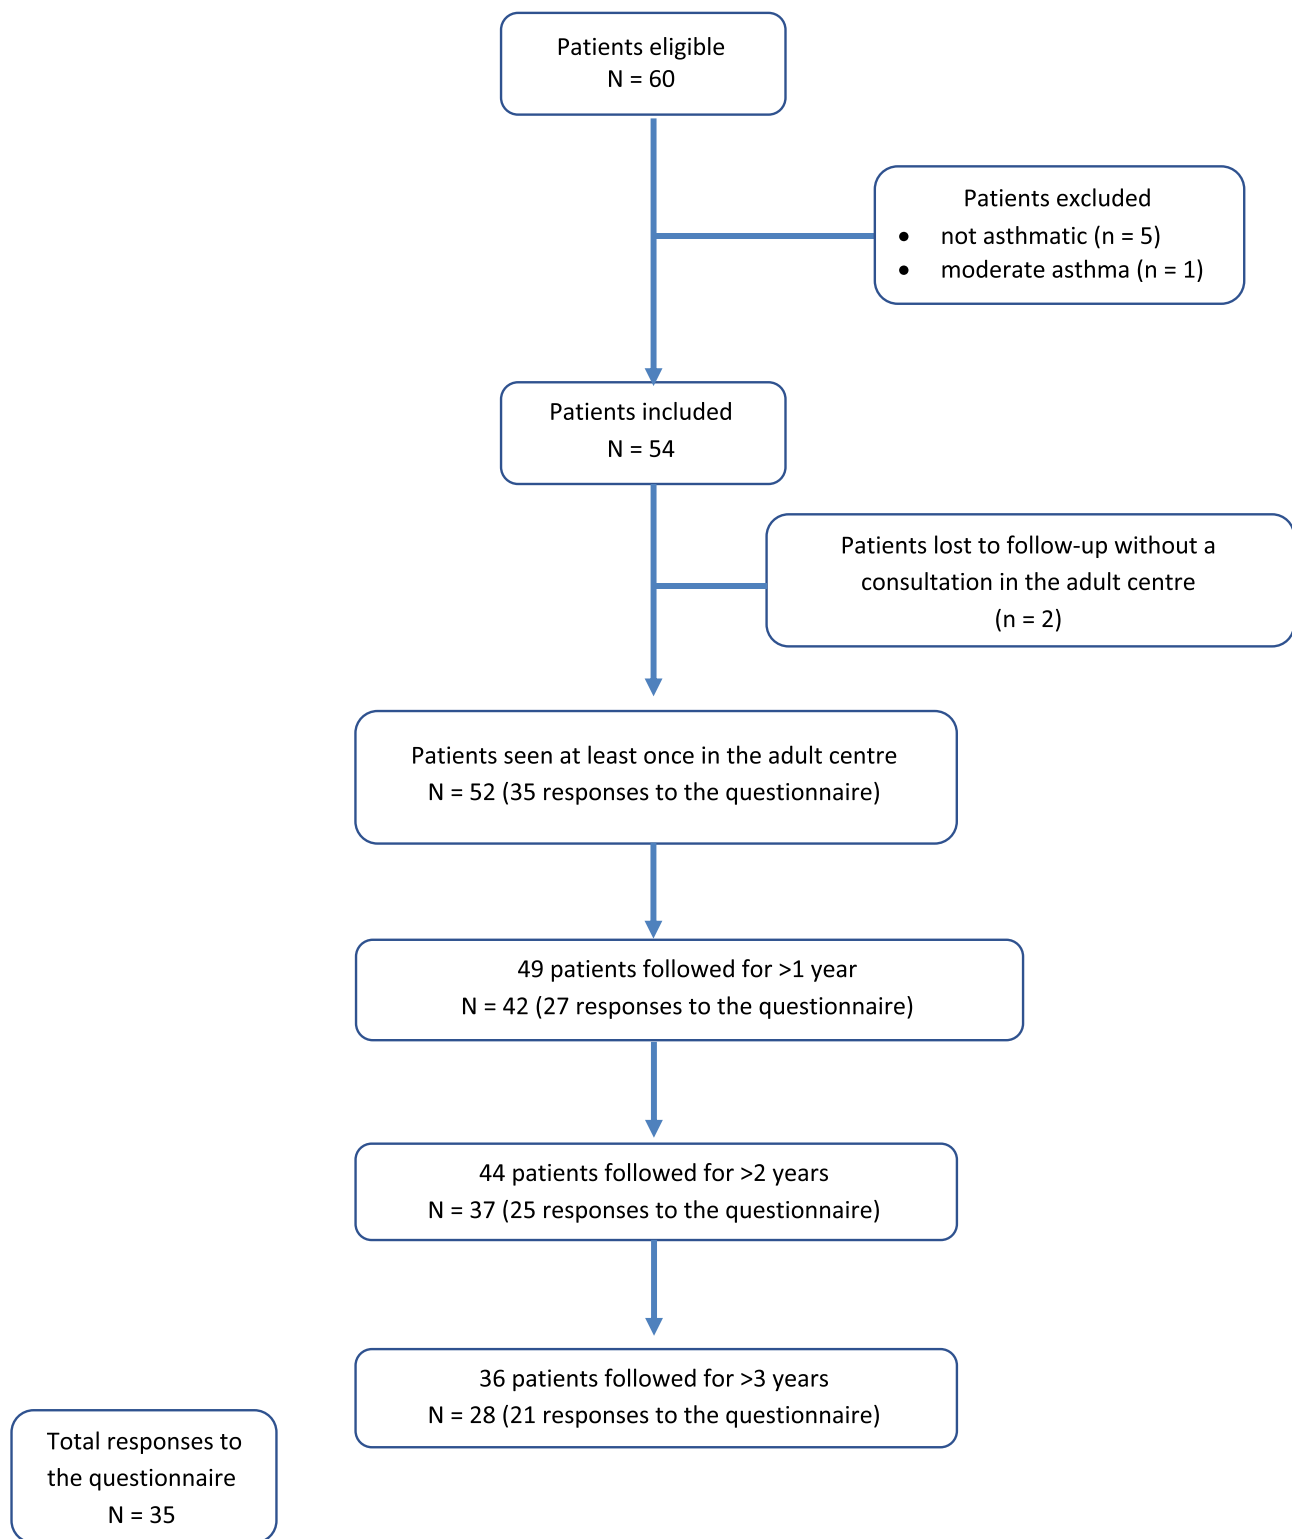 Patients eligible
N = 60
Patients excluded
• not asthmatic (n = 5)
• moderate asthma (n = 1)
Patients included
N = 54
Patients lost to follow-up without a
consultation in the adult centre
(n = 2)
Patients seen at least once in the adult centre
N = 52 (35 responses to the questionnaire)
49 patients followed for >1 year
N = 42 (27 responses to the questionnaire)
44 patients followed for >2 years
N = 37 (25 responses to the questionnaire)
36 patients followed for >3 years
N = 28 (21 responses to the questionnaire)
Total responses to
the questionnaire
N = 35